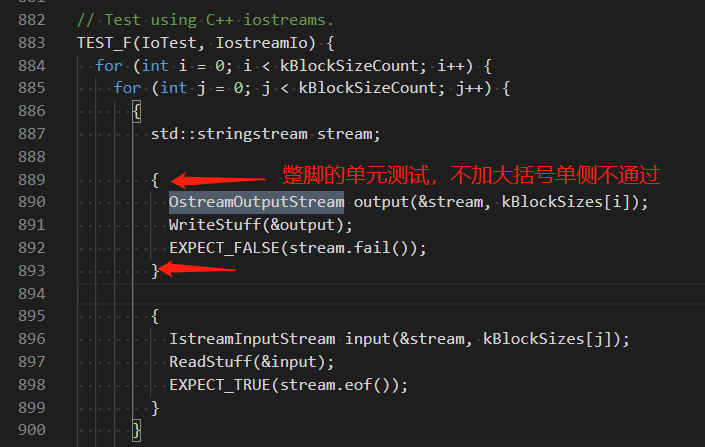 882 // Test using C++ iostreams.
883 TEST_F(IoTest, IostreamIo) {
884 for (int i = 0; i < kBlockSizeCount; i++) {
885 for (int j = 0; j < kBlockSizeCount; j++) {
886 {
887 std::stringstream stream;
888
889 { 蹩脚的单元测试，不加大括号单侧不通过
890 OstreamOutputStream output(&stream, kBlockSizes[i]);
891 WriteStuff(&output);
892 EXPECT_FALSE(stream.fail());
893 }
894
895 {
896 IstreamInputStream input(&stream, kBlockSizes[j]);
897 ReadStuff(&input);
898 EXPECT_TRUE(stream.eof());
899 }
900 }